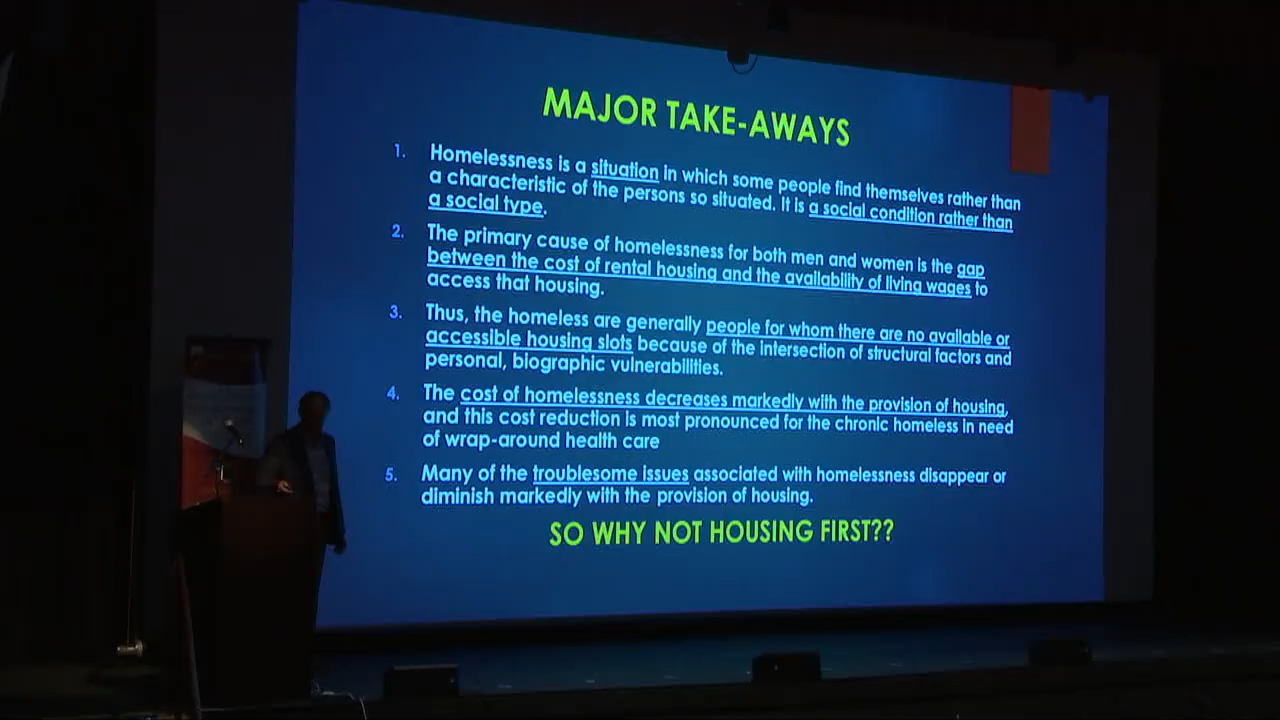 MAJOR TAKE-AWAYS
1. Homelessness is a situation in which some people find themselves rather than
a characteristic of the persons so situated. It is a social condition rather than
a social type.
2. The primary cause of homelessness for both men and women is the gap
between the cost of rental housing and the availability of living wages to
access that housing.
3. Thus, the homeless are generally people for whom there are no available or
accessible housing slots because of the intersection of structural factors and
personal, biographic vulnerabilities.
4. The cost of homelessness decreases markedly with the provision of housing,
and this cost reduction is most pronounced for the chronic homeless in need
of wrap-around health care
5. Many of the troublesome issues associated with homelessness disappear or
diminish markedly with the provision of housing.
SO WHY NOT HOUSING FIRST??